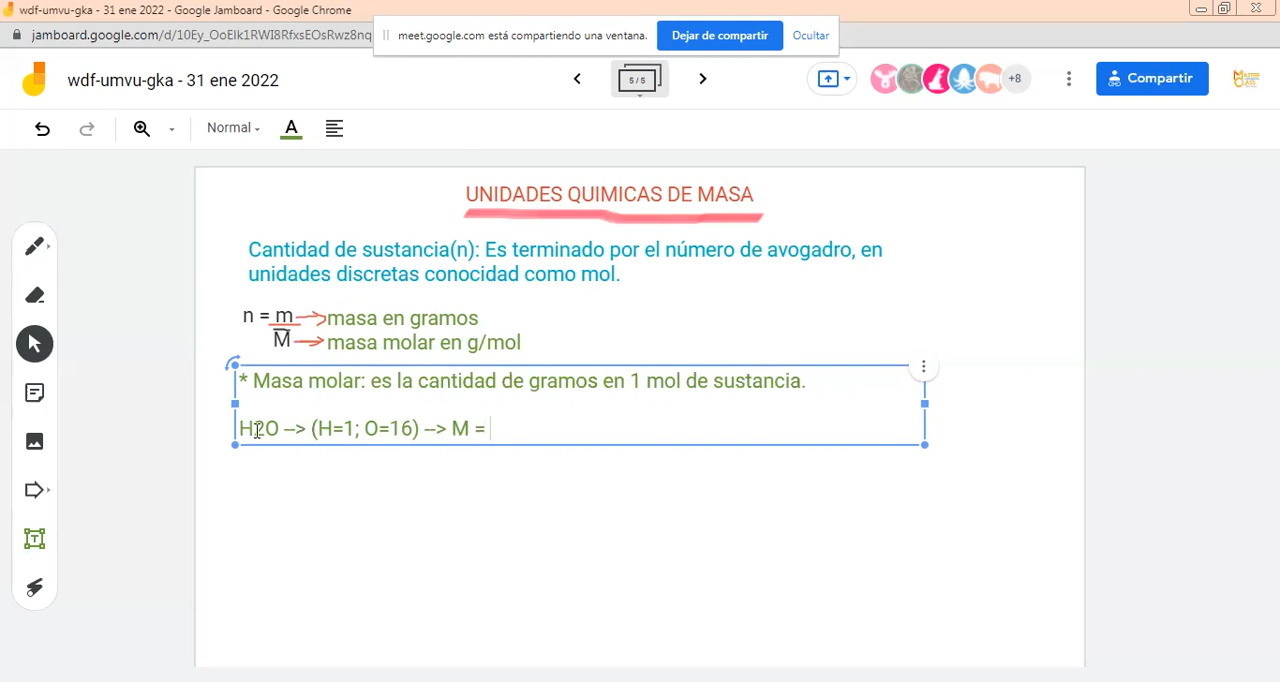 wdf-umvu-gka - 31 ene 2022 - Google Jamboard - Google Chrome
jamboard.google.com/d/10Ey_OoEIk1RWI8RfxsEOsRwz8nq
meet.google.com está compartiendo una ventana.
Dejar de compartir
Ocultar
wdf-umvu-gka - 31 ene 2022
5 / 5
+8
Compartir
MASTER CLASS
Normal
A
UNIDADES QUIMICAS DE MASA
Cantidad de sustancia(n): Es terminado por el número de avogadro, en
unidades discretas conocidad como mol.
n = m
masa en gramos
M
masa molar en g/mol
* Masa molar: es la cantidad de gramos en 1 mol de sustancia.
H2O --> (H=1; O=16) --> M =
T